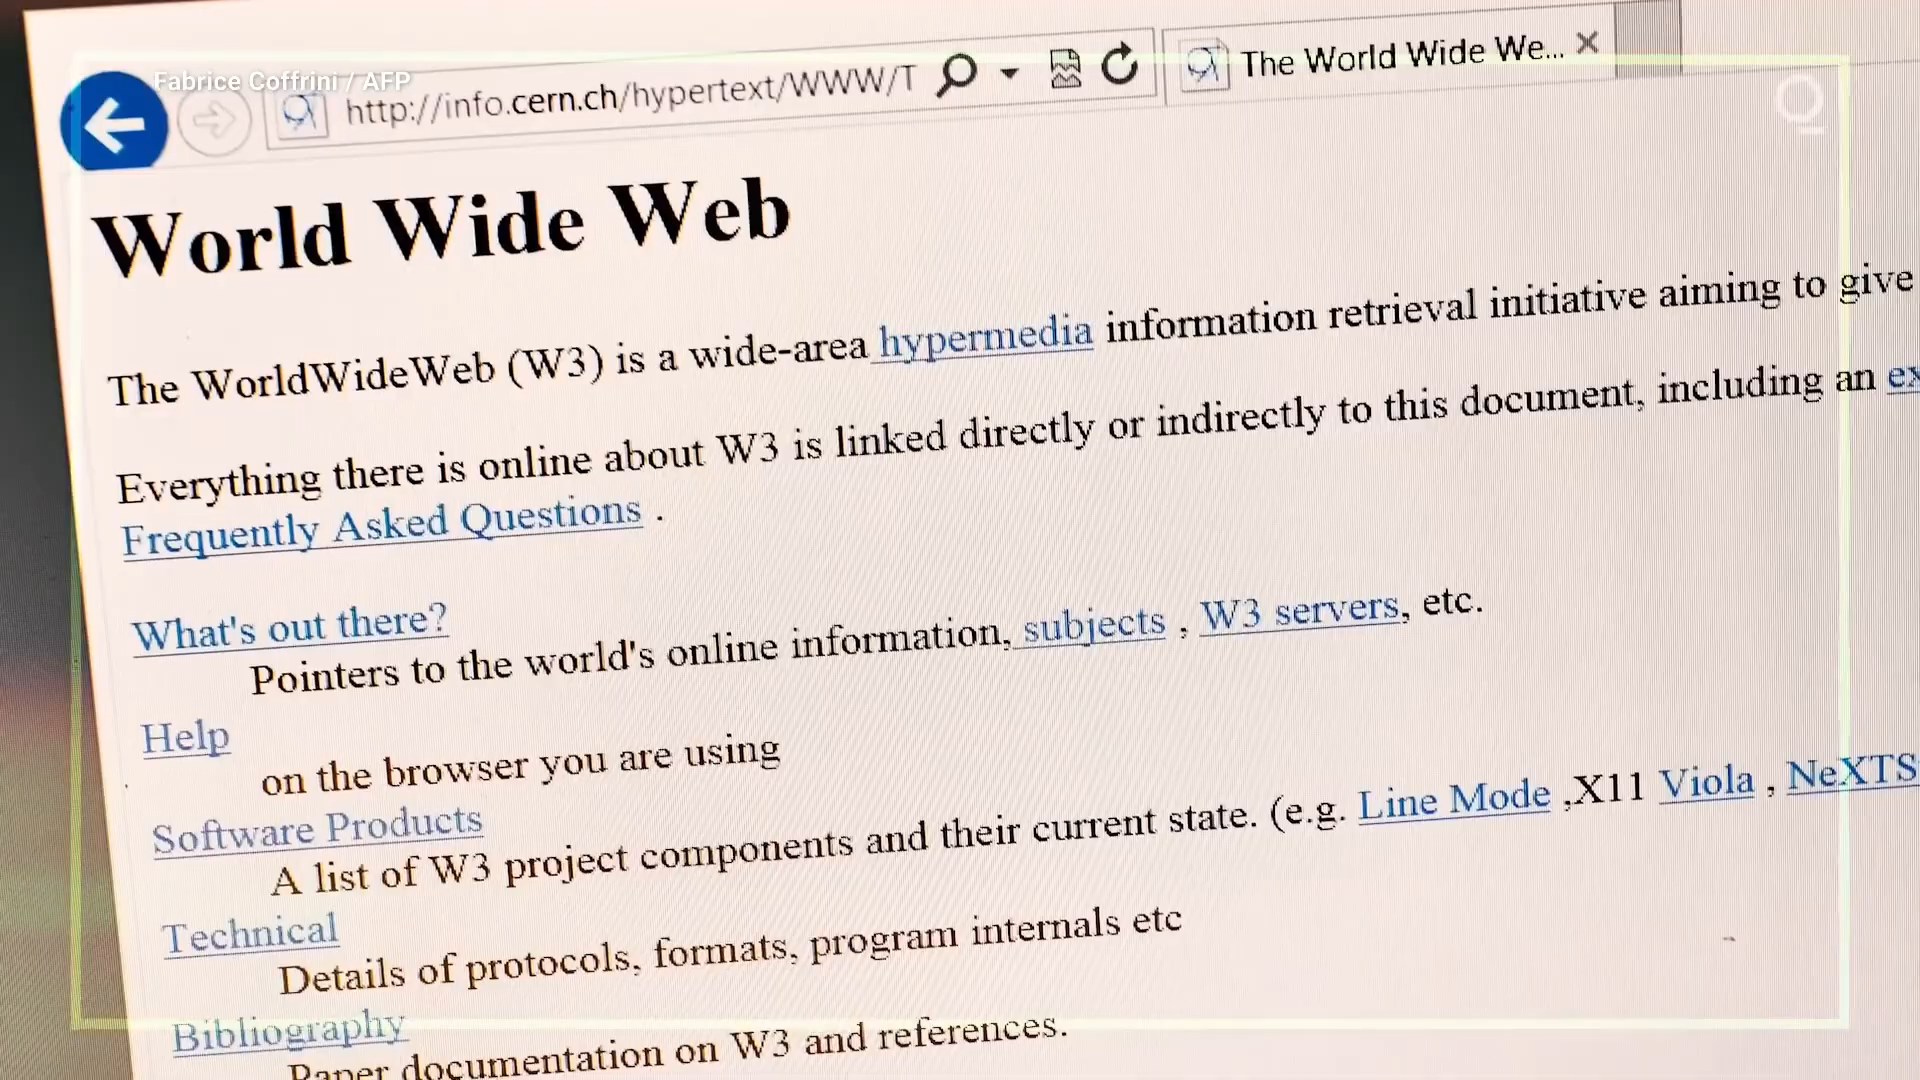 Fabrice Coffrini / AFP
http://info.cern.ch/hypertext/WWW/T
The World Wide We...
World Wide Web
The WorldWideWeb (W3) is a wide-area hypermedia information retrieval initiative aiming to give
Everything there is online about W3 is linked directly or indirectly to this document, including an ex
Frequently Asked Questions .
What's out there?
Pointers to the world's online information, subjects , W3 servers, etc.
Help
on the browser you are using
Software Products
A list of W3 project components and their current state. (e.g. Line Mode ,X11 Viola , NeXTS
Technical
Details of protocols, formats, program internals etc
Bibliography
Paper documentation on W3 and references.